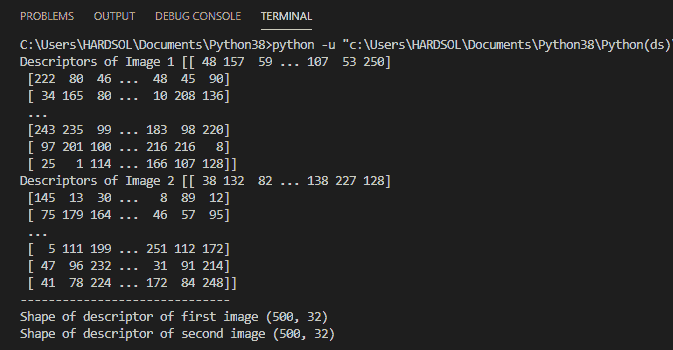 PROBLEMS OUTPUT DEBUG CONSOLE TERMINAL
C:\Users\HARDSOL\Documents\Python38>python -u "c:\Users\HARDSOL\Documents\Python38\Python(ds)\
Descriptors of Image 1 [[ 48 157  59 ... 107  53 250]
 [222  80  46 ...  48  45  90]
 [ 34 165  80 ...  10 208 136]
 ...
 [243 235  99 ... 183  98 220]
 [ 97 201 100 ... 216 216   8]
 [ 25   1 114 ... 166 107 128]]
Descriptors of Image 2 [[ 38 132  82 ... 138 227 128]
 [145  13  30 ...   8  89  12]
 [ 75 179 164 ...  46  57  95]
 ...
 [  5 111 199 ... 251 112 172]
 [ 47  96 232 ...  31  91 214]
 [ 41  78 224 ... 172  84 248]]
------------------------------
Shape of descriptor of first image (500, 32)
Shape of descriptor of second image (500, 32)